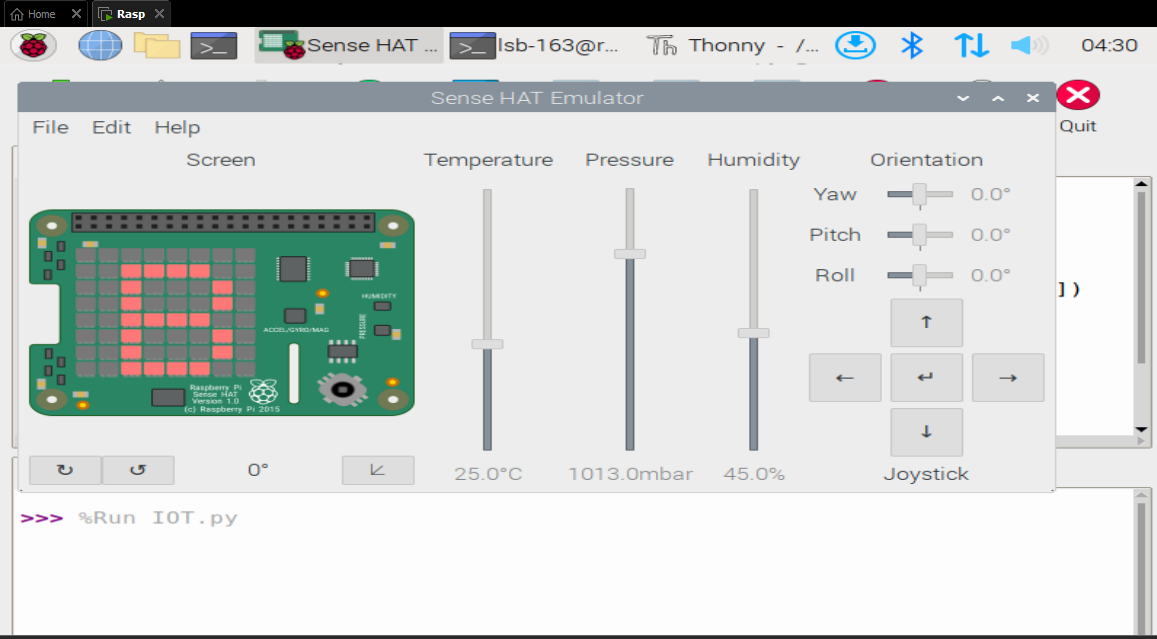 Home Rasp
Sense HAT ... lsb-163@r... Thonny - /... 04:30
Sense HAT Emulator
Quit
File Edit Help
Screen Temperature Pressure Humidity Orientation
Yaw 0.0°
Pitch 0.0°
Roll 0.0°
])
HUMIDITY
PRESSURE
ACCEL/GYRO/MAG
B
Raspberry Pi
Sense HAT
Version 1.0
(c) Raspberry Pi 2015
0° 25.0°C 1013.0mbar 45.0% Joystick
>>> %Run IOT.py